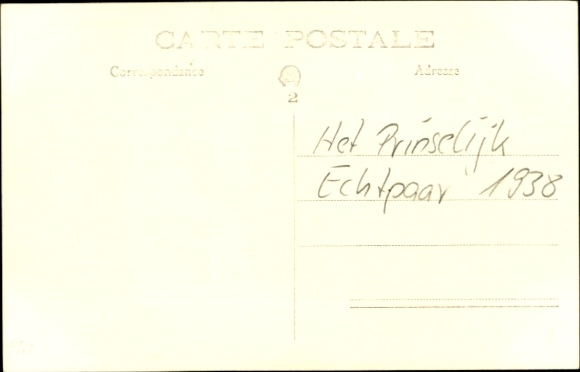 CARTE POSTALE
Correspondance
Adresse
2
Het Prinselijk
Echtpaar 1938